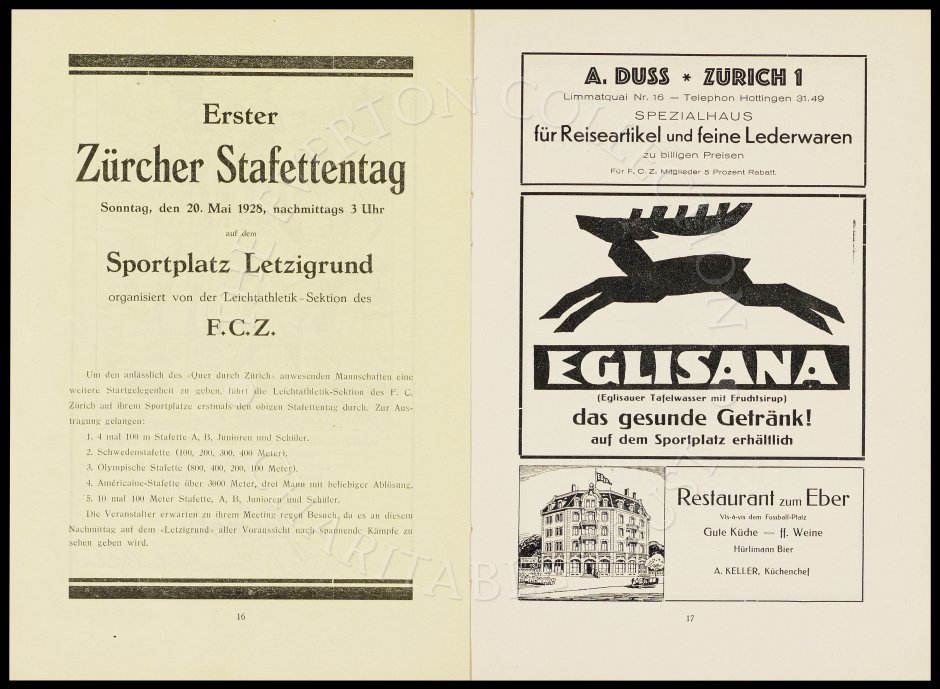 Erster
Zürcher Stafettentag
Sonntag, den 20. Mai 1928, nachmittags 3 Uhr
auf dem
Sportplatz Letzigrund
organisiert von der Leichtathletik-Sektion des
F.C.Z.
Um den anlässlich des «Quer durch Zürich» anwesenden Mannschaften eine
weitere Startgelegenheit zu geben, führt die Leichtathletik-Sektion des F. C.
Zürich auf ihrem Sportplatze erstmals den obigen Stafettentag durch. Zur Aus-
tragung gelangen:
1. 4 mal 100 m Stafette A, B, Junioren und Schüler.
2. Schwedenstafette (100, 200, 300, 400 Meter).
3. Olympische Stafette (800, 400, 200, 100 Meter).
4. Américaine-Stafette über 3000 Meter, drei Mann mit beliebiger Ablösung.
5. 10 mal 100 Meter Stafette, A, B, Junioren und Schüler.
Die Veranstalter erwarten zu ihrem Meeting regen Besuch, da es an diesem
Nachmittag auf dem «Letzigrund» aller Voraussicht nach spannende Kämpfe zu
sehen geben wird.
16
A. DUSS * ZÜRICH 1
Limmatquai Nr. 16 — Telephon Hottingen 31.49
SPEZIALHAUS
für Reiseartikel und feine Lederwaren
zu billigen Preisen
Für F. C. Z. Mitglieder 5 Prozent Rabatt.
EGLISANA
(Eglisauer Tafelwasser mit Fruchtsirup)
das gesunde Getränk!
auf dem Sportplatz erhältlich
Restaurant zum Eber
Vis-à-vis dem Fussball-Platz
Gute Küche — ff. Weine
Hürlimann Bier
A. KELLER, Küchenchef
17
THE EVERTON COLLECTION
CHARITABLE TRUST